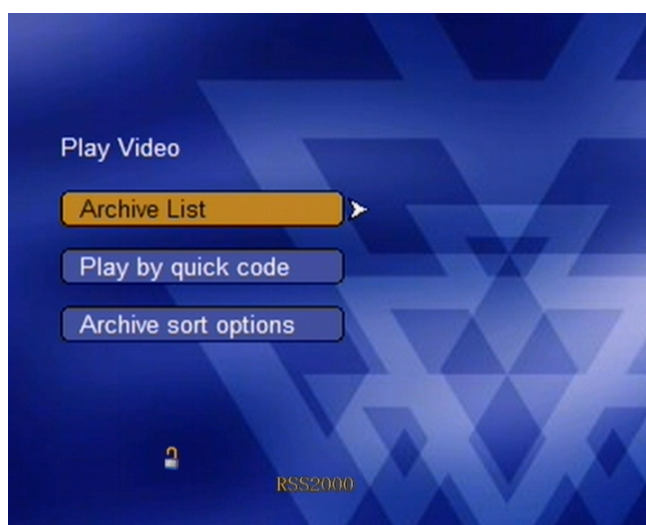 Play Video
Archive List
Play by quick code
Archive sort options
RSS2000